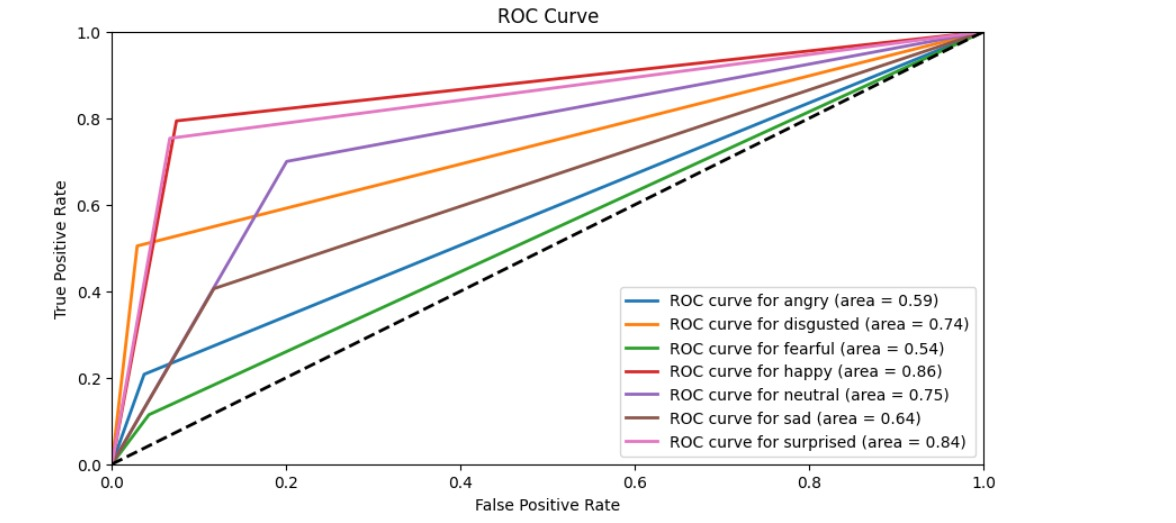 ROC Curve
1.0
0.8
0.6
0.4
0.2
0.0
True Positive Rate
ROC curve for angry (area = 0.59)
ROC curve for disgusted (area = 0.74)
ROC curve for fearful (area = 0.54)
ROC curve for happy (area = 0.86)
ROC curve for neutral (area = 0.75)
ROC curve for sad (area = 0.64)
ROC curve for surprised (area = 0.84)
0.0 0.2 0.4 0.6 0.8 1.0
False Positive Rate